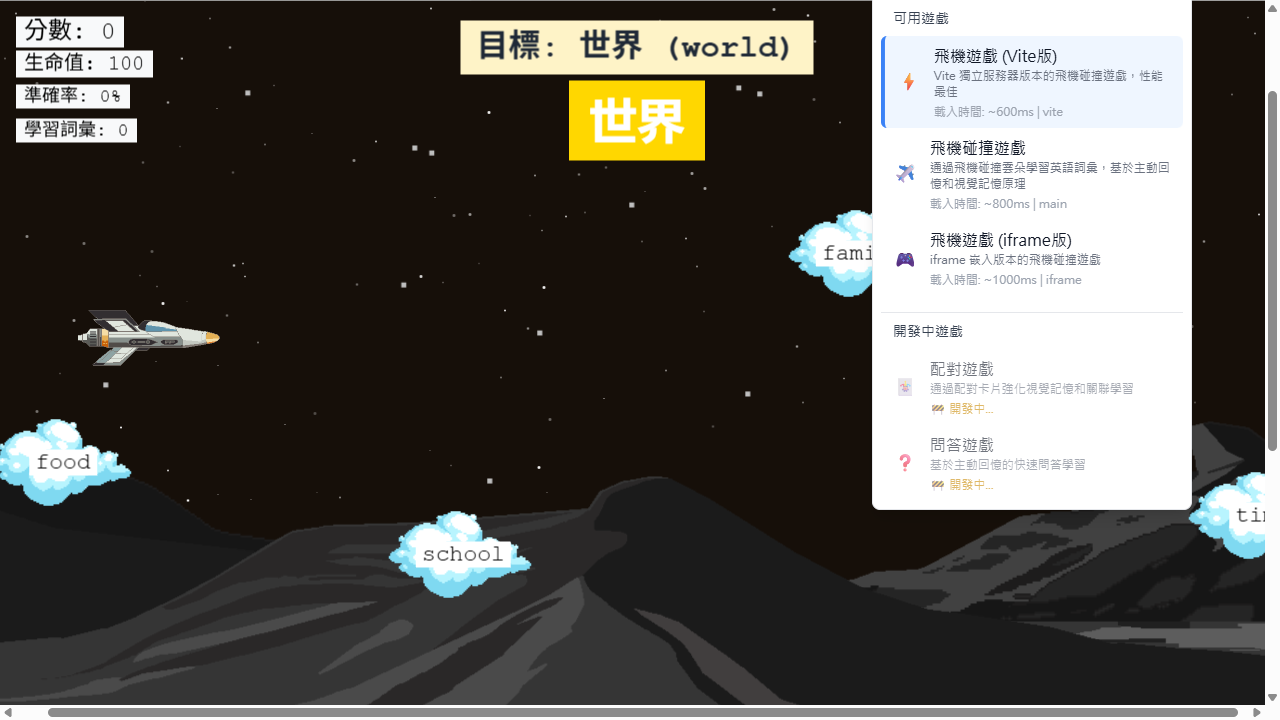 分數: 0
生命值: 100
準確率: 0%
學習詞彙: 0
目標: 世界 (world)
世界
food
school
可用遊戲
飛機遊戲 (Vite版)
Vite 獨立服務器版本的飛機碰撞遊戲，性能
最佳
載入時間: ~600ms | vite
飛機碰撞遊戲
通過飛機碰撞雲朵學習英語詞彙，基於主動回
憶和視覺記憶原理
載入時間: ~800ms | main
飛機遊戲 (iframe版)
iframe 嵌入版本的飛機碰撞遊戲
載入時間: ~1000ms | iframe
開發中遊戲
配對遊戲
通過配對卡片強化視覺記憶和關聯學習
開發中...
問答遊戲
基於主動回憶的快速問答學習
開發中...